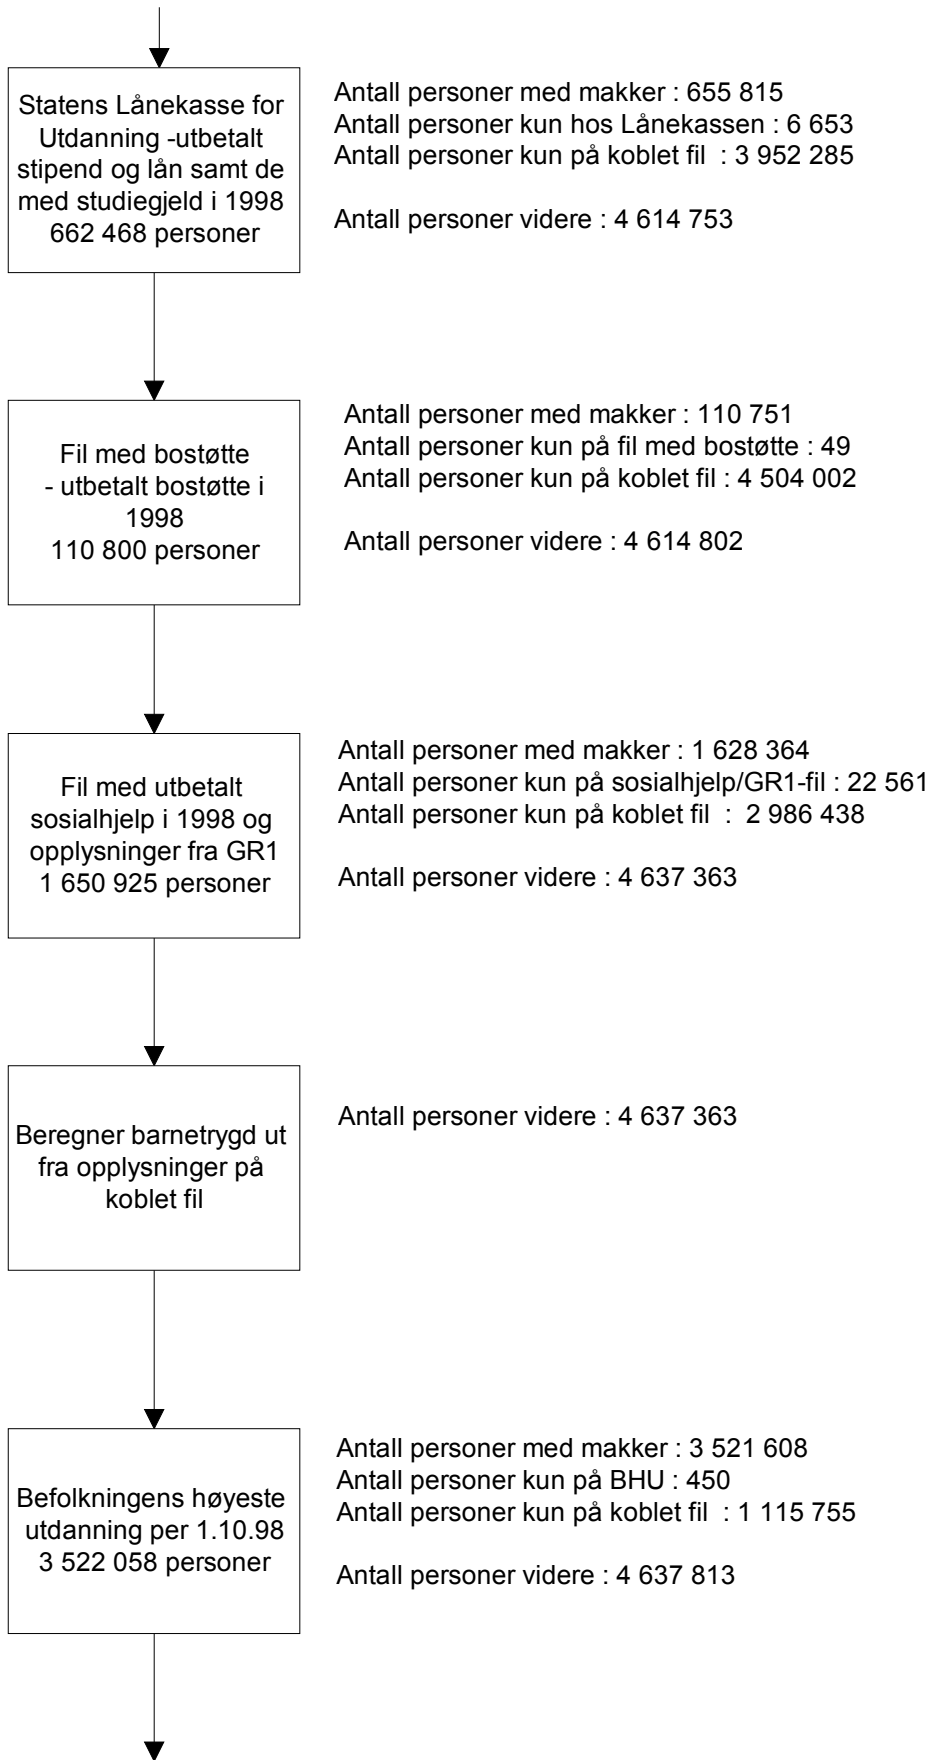 Statens Lånekasse for
Utdanning -utbetalt
stipend og lån samt de
med studiegjeld i 1998
662 468 personer
Antall personer med makker : 655 815
Antall personer kun hos Lånekassen : 6 653
Antall personer kun på koblet fil : 3 952 285
Antall personer videre : 4 614 753
Fil med bostøtte
- utbetalt bostøtte i
1998
110 800 personer
Antall personer med makker : 110 751
Antall personer kun på fil med bostøtte : 49
Antall personer kun på koblet fil : 4 504 002
Antall personer videre : 4 614 802
Fil med utbetalt
sosialhjelp i 1998 og
opplysninger fra GR1
1 650 925 personer
Antall personer med makker : 1 628 364
Antall personer kun på sosialhjelp/GR1-fil : 22 561
Antall personer kun på koblet fil : 2 986 438
Antall personer videre : 4 637 363
Beregner barnetrygd ut
fra opplysninger på
koblet fil
Antall personer videre : 4 637 363
Befolkningens høyeste
utdanning per 1.10.98
3 522 058 personer
Antall personer med makker : 3 521 608
Antall personer kun på BHU : 450
Antall personer kun på koblet fil : 1 115 755
Antall personer videre : 4 637 813